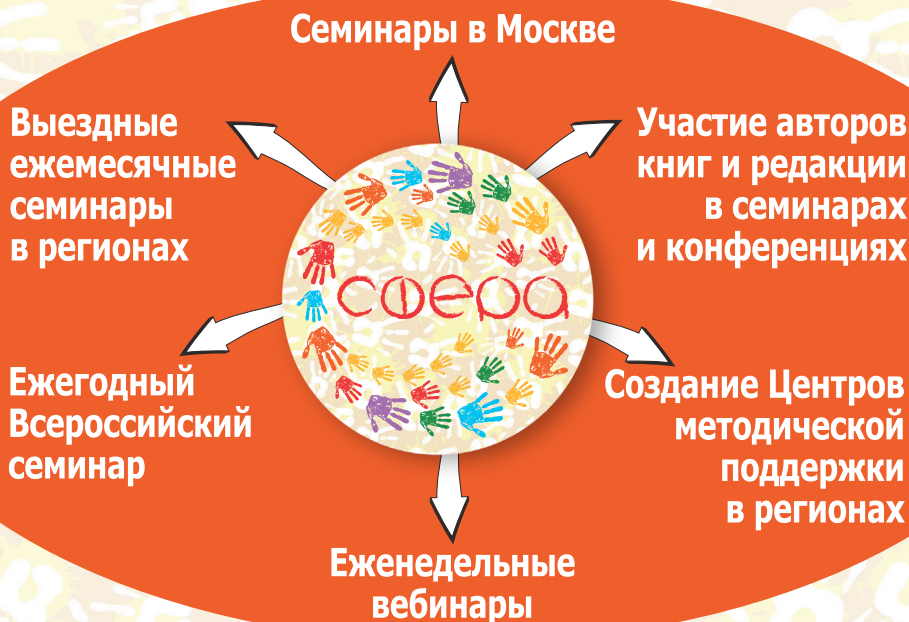 Семинары в Москве
Выездные
ежемесячные
семинары
в регионах
Участие авторов
книг и редакции
в семинарах
и конференциях
сфера
Ежегодный
Всероссийский
семинар
Создание Центров
методической
поддержки
в регионах
Еженедельные
вебинары